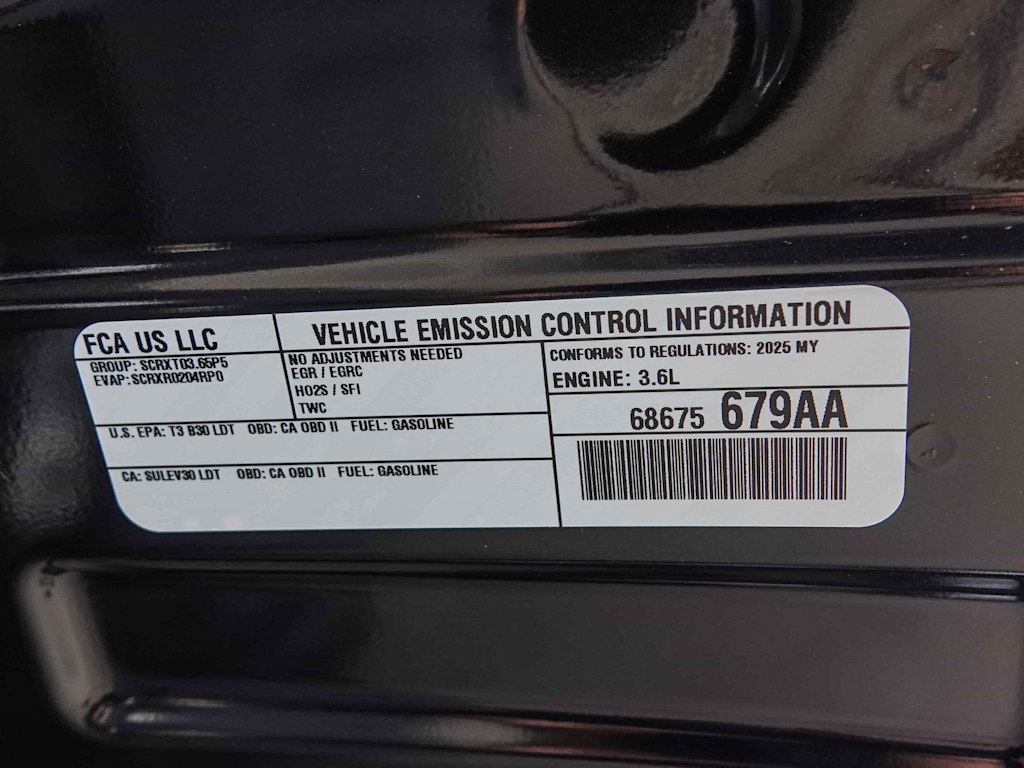 FCA US LLC
VEHICLE EMISSION CONTROL INFORMATION
GROUP: SCRXT03.65P5
EVAP: SCRXR0204RP0
NO ADJUSTMENTS NEEDED
EGR / EGRC
HO2S / SFI
TWC
CONFORMS TO REGULATIONS: 2025 MY
ENGINE: 3.6L
68675 679AA
U.S. EPA: T3 B30 LDT OBD: CA OBD II FUEL: GASOLINE
CA: SULEV30 LDT OBD: CA OBD II FUEL: GASOLINE